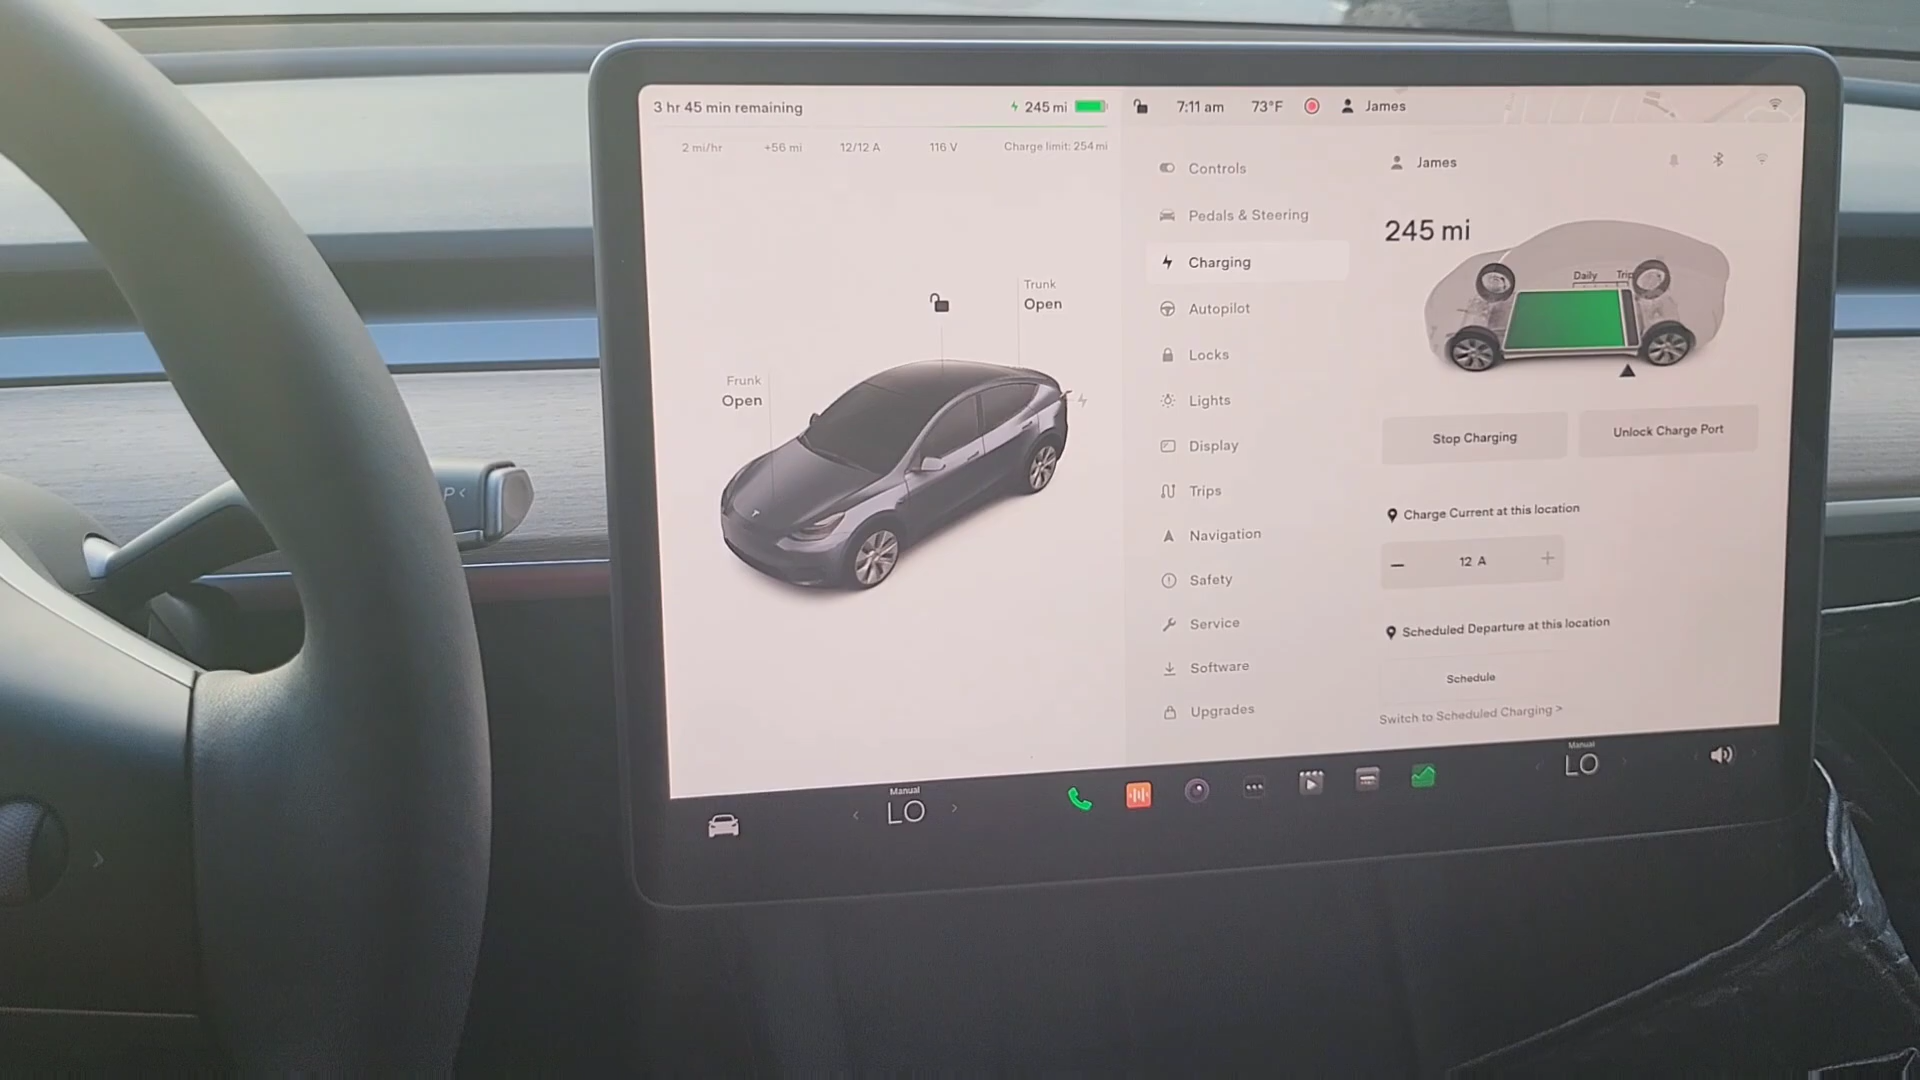 3 hr 45 min remaining
245 mi
2 mi/hr
+56 mi
12/12 A
116 V
Charge limit: 254 mi
Trunk
Open
Frunk
Open
7:11 am
73°F
James
Controls
Pedals & Steering
Charging
Autopilot
Locks
Lights
Display
Trips
Navigation
Safety
Service
Software
Upgrades
James
245 mi
Daily
Trip
Stop Charging
Unlock Charge Port
Charge Current at this location
12 A
Scheduled Departure at this location
Schedule
Switch to Scheduled Charging >
Manual
LO
Manual
LO
P